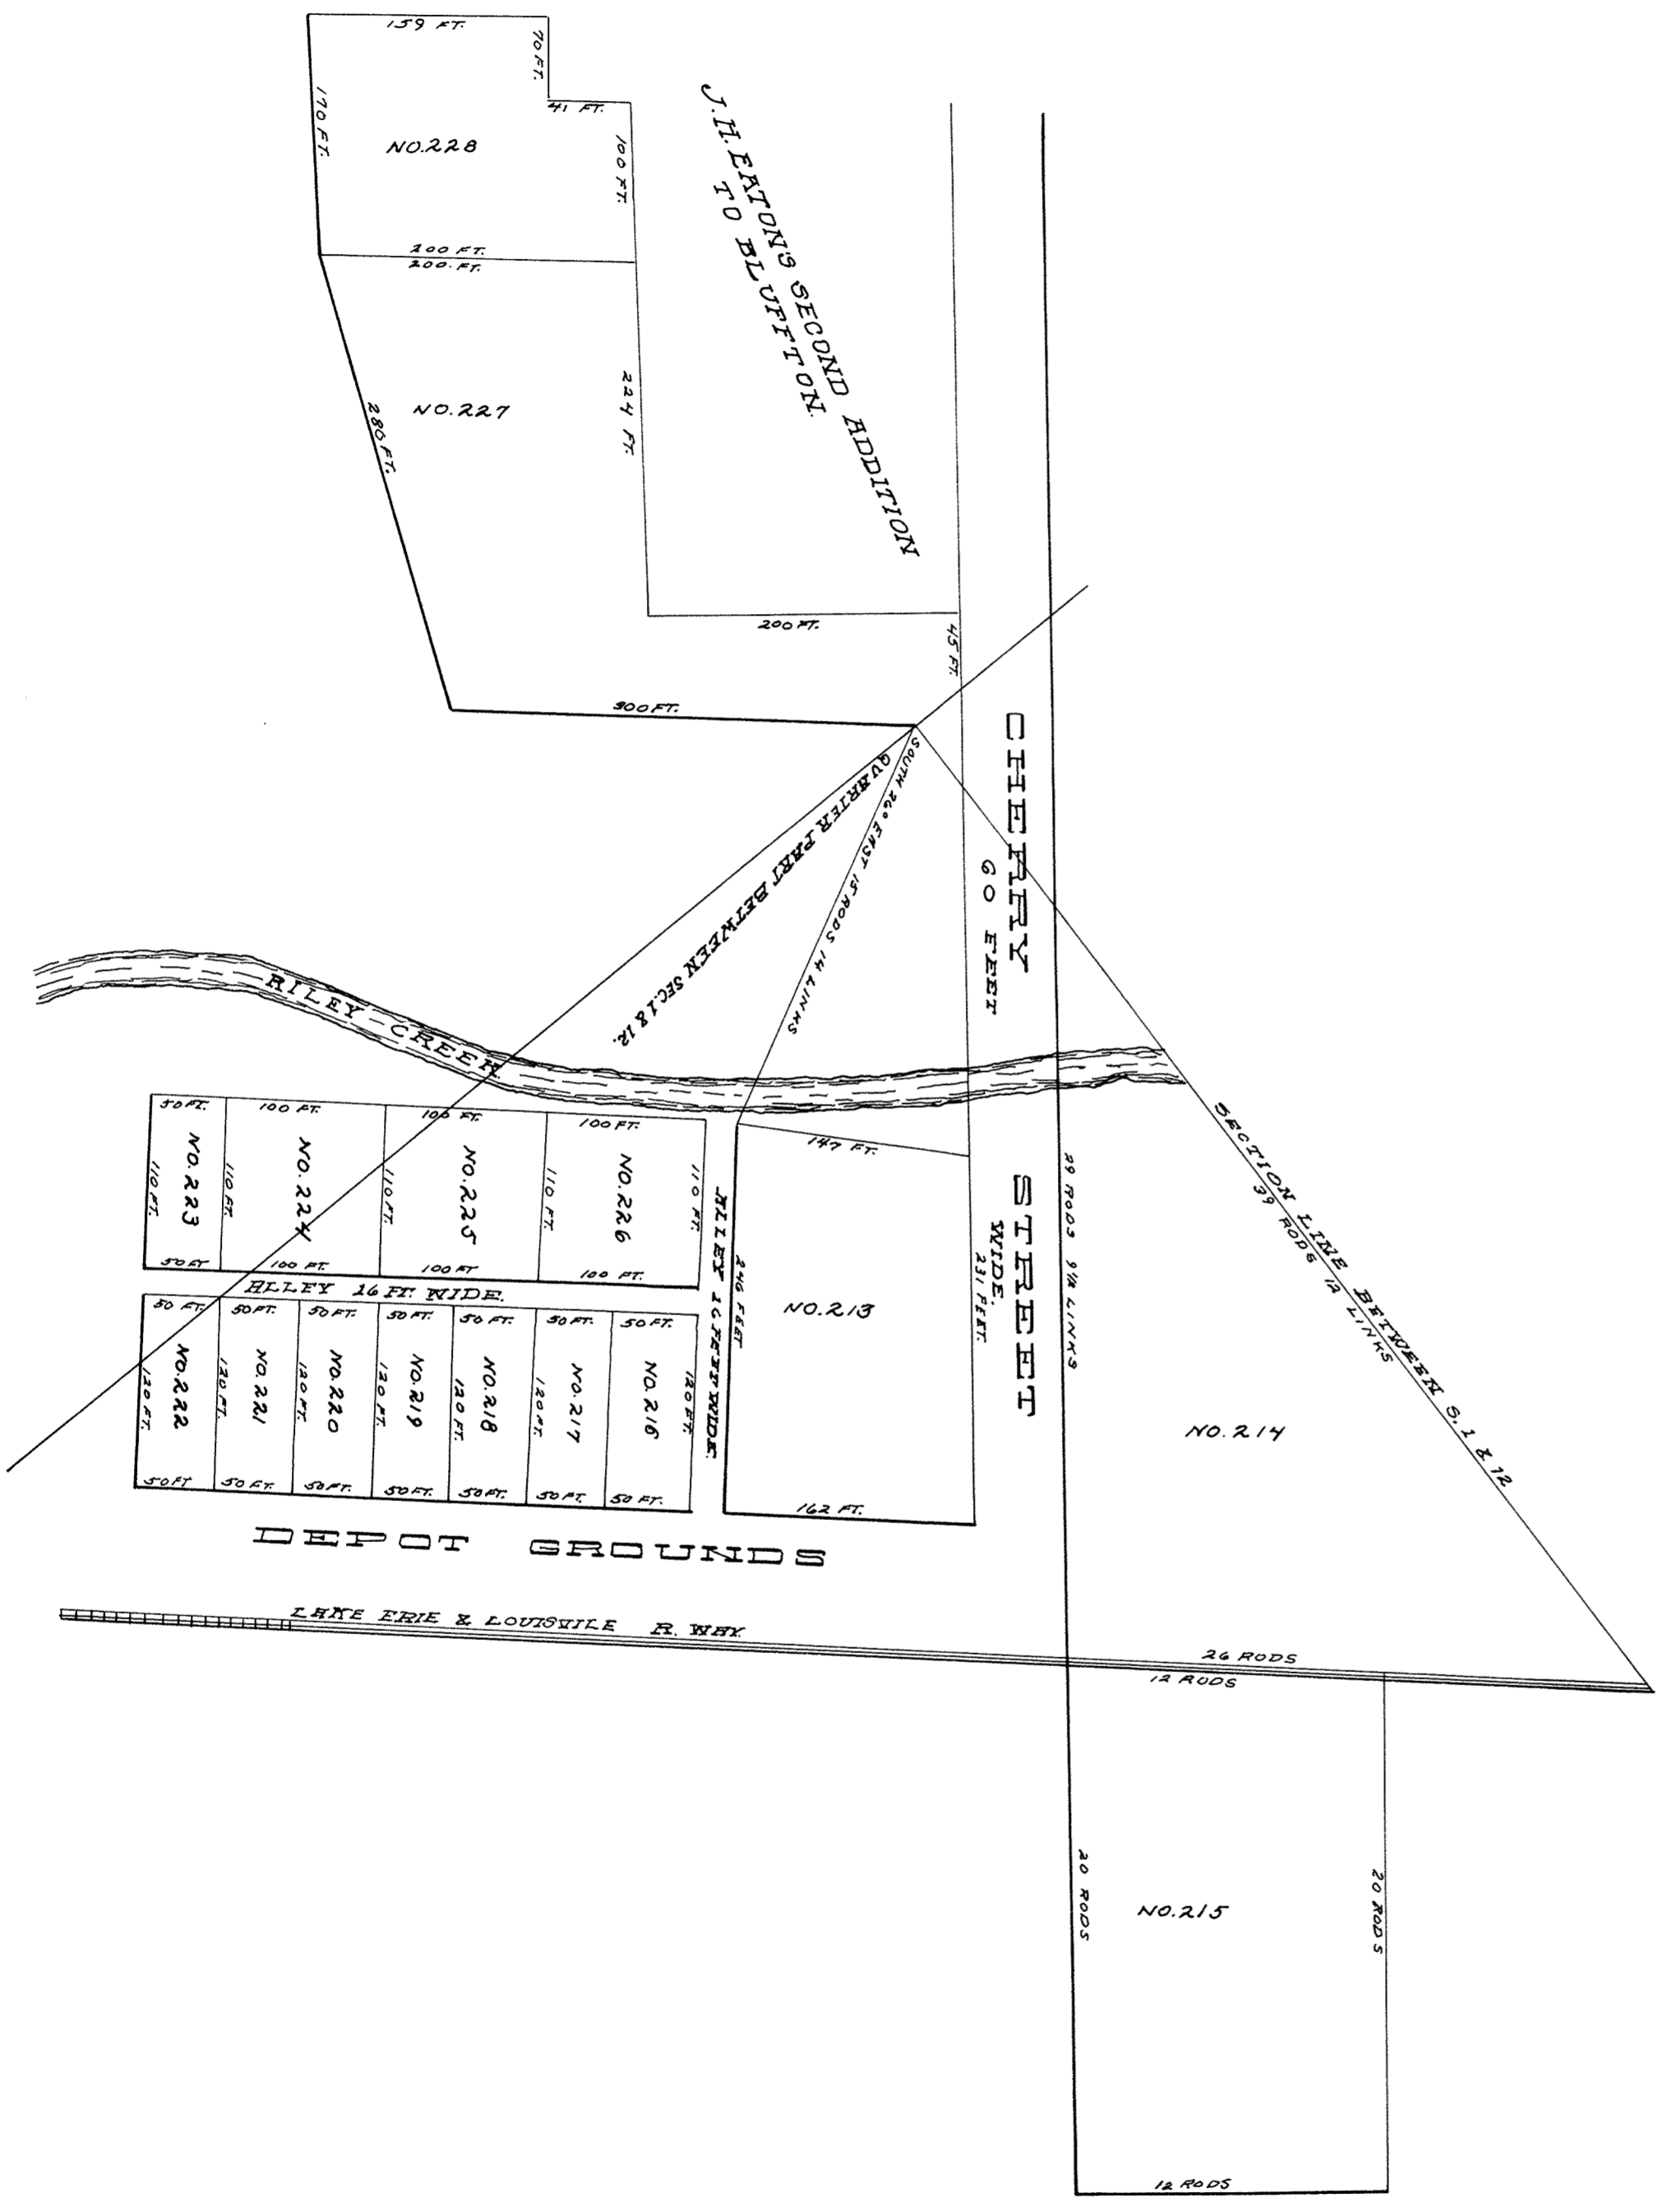 159 FT.
70 FT.
41 FT.
170 FT.
NO.228
100 FT.
200 FT.
200. FT.
J.H. EATON'S SECOND ADDITION
TO BLUFFTON.
NO.227
224 FT.
280 FT.
200 FT.
45 FT.
300 FT.
CHERRY
60 FEET
SOUTH 26° EAST 15 RODS 14 LINKS
QUARTER PART BETWEEN SEC. 1 & 12.
RILEY CREEK
50 FT.
100 FT.
100 FT.
100 FT.
147 FT.
110 FT.
NO.223
110 FT.
NO.224
110 FT.
NO.225
110 FT.
NO.226
110 FT.
50 FT
100 FT.
100 FT
100 FT.
ALLEY 16 FT. WIDE.
ALLEY 16 FEET WIDE.
246 FEET
NO.213
231 FEET.
STREET
WIDE.
29 RODS 9 1/2 LINKS
SECTION LINE BETWEEN S. 1 & 12
39 RODS 12 LINKS
NO.214
50 FT.
50 FT.
50 FT.
50 FT.
50 FT.
50 FT.
50 FT.
120 FT.
NO.222
120 FT.
NO.221
120 FT.
NO.220
120 FT.
NO.219
120 FT.
NO.218
120 FT.
NO.217
NO.216
120 FT.
50 FT
50 FT.
50 FT.
50 FT.
50 FT.
50 FT.
50 FT.
162 FT.
DEPOT GROUNDS
LAKE ERIE & LOUISVILE R. WAY.
26 RODS
12 RODS
20 RODS
NO.215
20 RODS
12 RODS